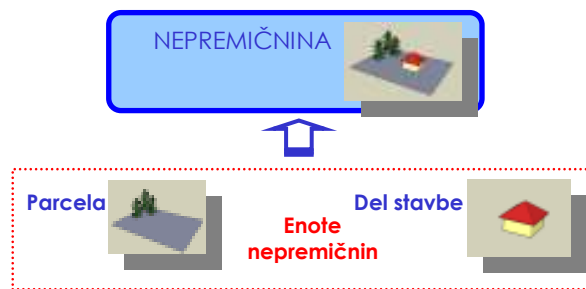 NEPREMIČNINA
Parcela
Del stavbe
Enote
nepremičnin